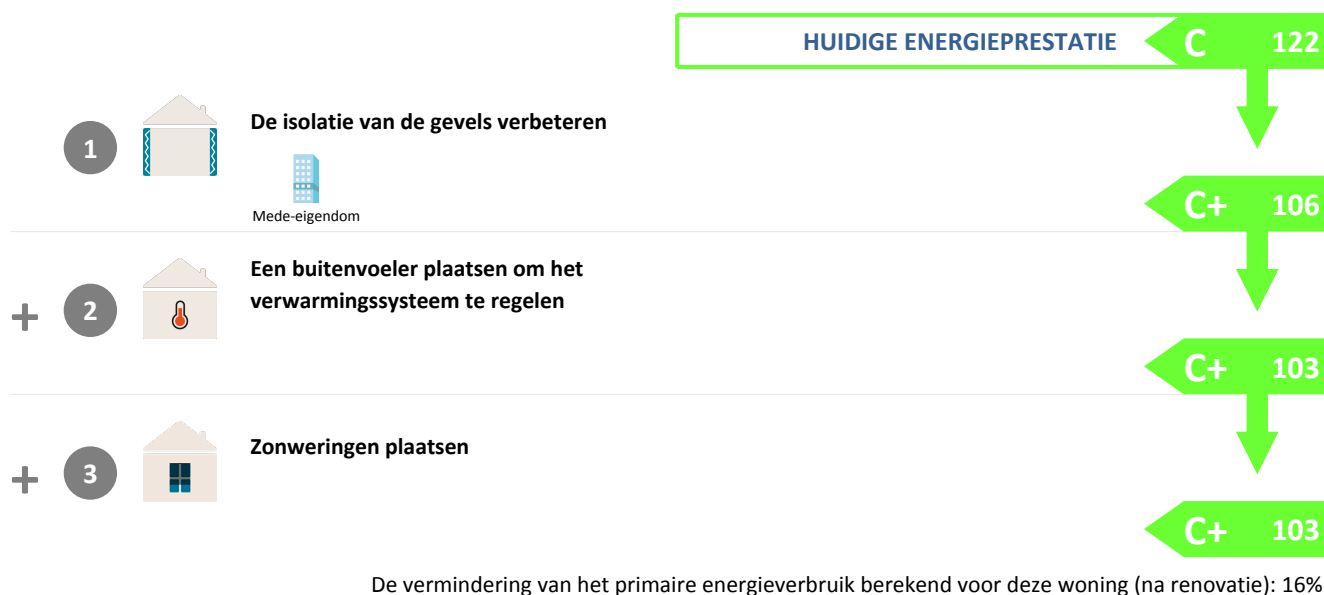 HUIDIGE ENERGIEPRESTATIE C 122
1 De isolatie van de gevels verbeteren
Mede-eigendom
C+ 106
+ 2 Een buitenvoeler plaatsen om het
verwarmingssysteem te regelen
C+ 103
+ 3 Zonweringen plaatsen
C+ 103
De vermindering van het primaire energieverbruik berekend voor deze woning (na renovatie): 16%